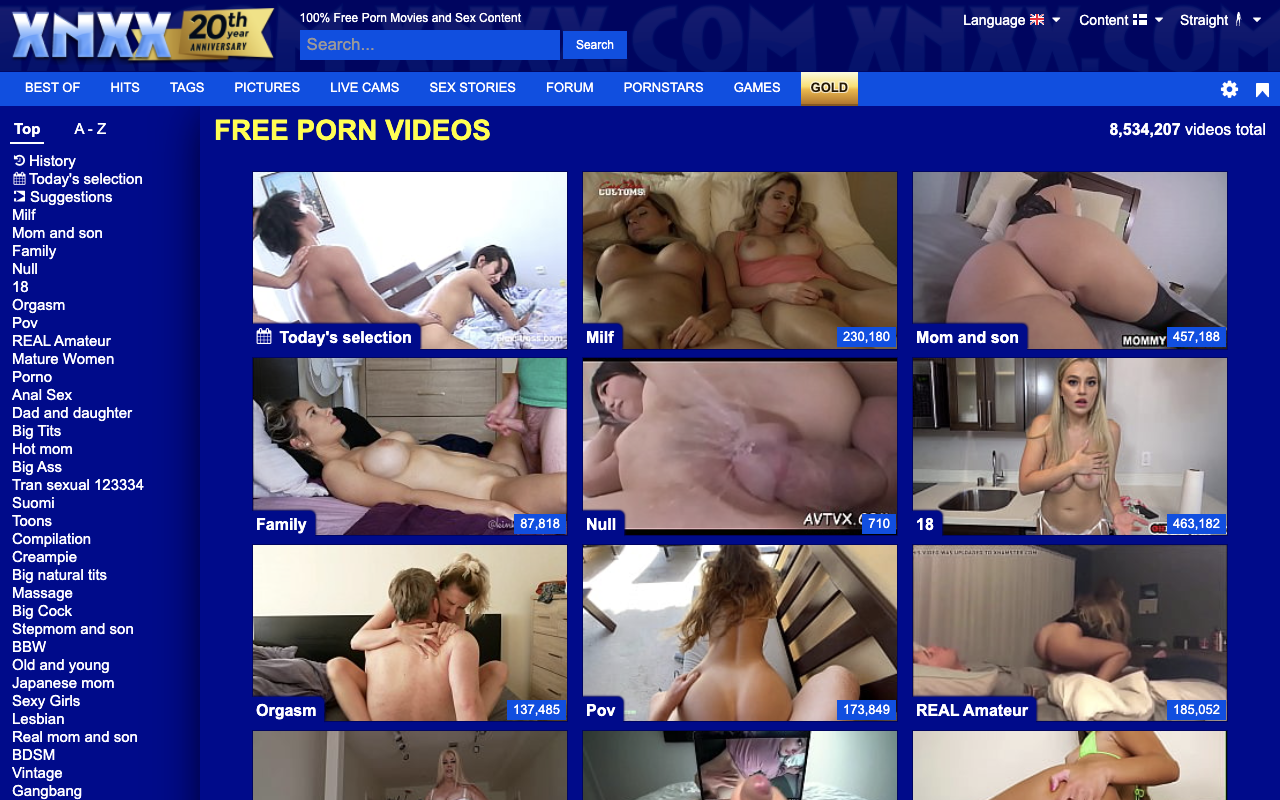 XNXX 20th year ANNIVERSARY
100% Free Porn Movies and Sex Content
Search...
Search
Language
Content
Straight
BEST OF
HITS
TAGS
PICTURES
LIVE CAMS
SEX STORIES
FORUM
PORNSTARS
GAMES
GOLD
Top
A - Z
History
Today's selection
Suggestions
Milf
Mom and son
Family
Null
18
Orgasm
Pov
REAL Amateur
Mature Women
Porno
Anal Sex
Dad and daughter
Big Tits
Hot mom
Big Ass
Tran sexual 123334
Suomi
Toons
Compilation
Creampie
Big natural tits
Massage
Big Cock
Stepmom and son
BBW
Old and young
Japanese mom
Sexy Girls
Lesbian
Real mom and son
BDSM
Vintage
Gangbang
FREE PORN VIDEOS
8,534,207 videos total
Today's selection
CUSTOMS!
Milf
230,180
Mom and son
MOMMY
457,188
Family
87,818
Null
AVTVX.
710
18
463,182
Orgasm
137,485
Pov
173,849
VIDEO WAS UPLOADED TO XHAMSTER.COM
REAL Amateur
185,052